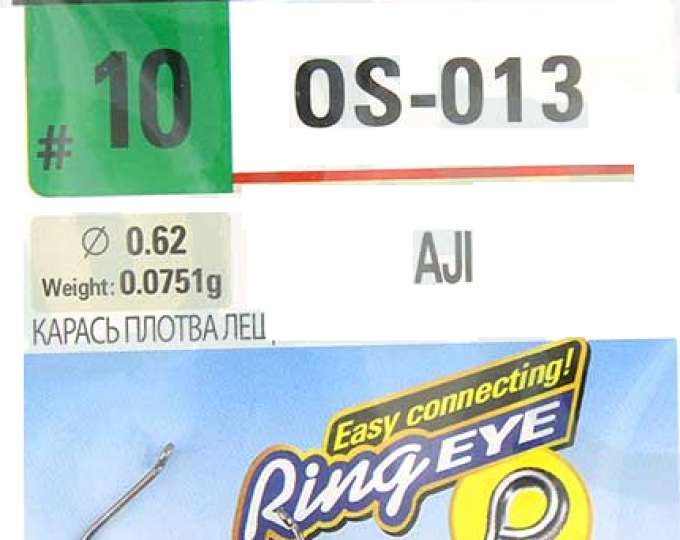 # 10
OS-013
Ø 0.62
Weight: 0.0751g
AJI
КАРАСЬ ПЛОТВА ЛЕЩ
Easy connecting!
Ring EYE